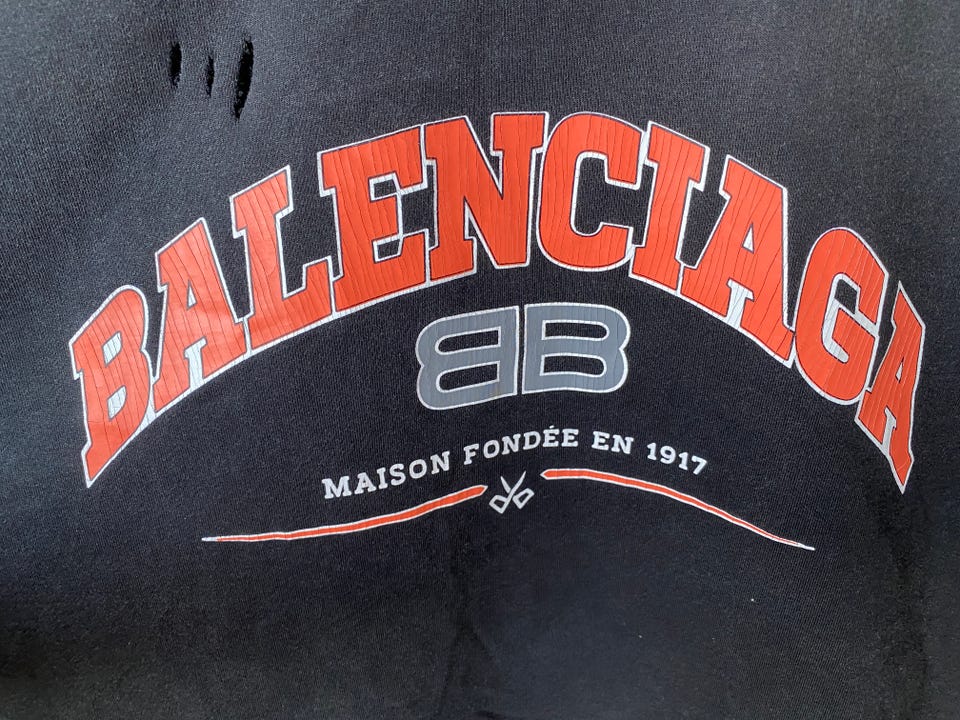 BALENCIAGA
BB
MAISON FONDÉE EN 1917